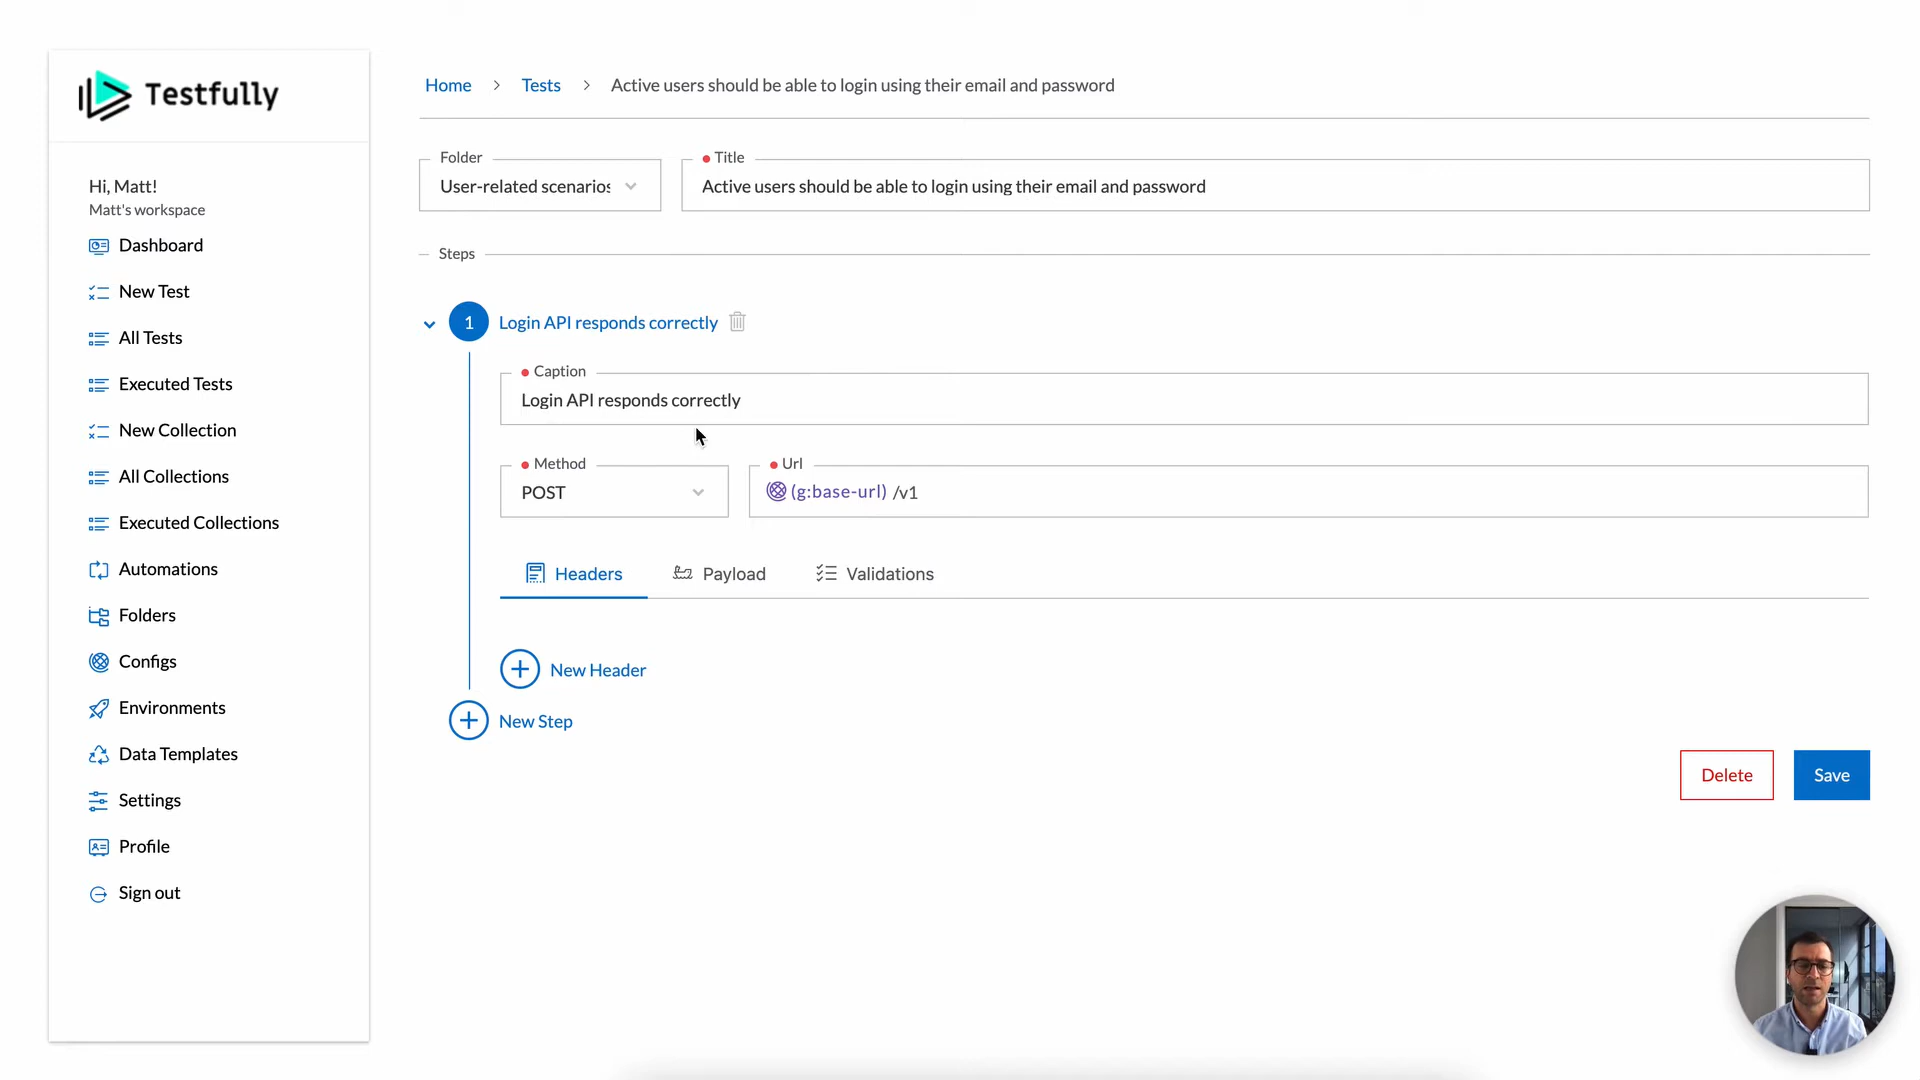 Testfully
Hi, Matt!
Matt's workspace
Dashboard
New Test
All Tests
Executed Tests
New Collection
All Collections
Executed Collections
Automations
Folders
Configs
Environments
Data Templates
Settings
Profile
Sign out
Home > Tests > Active users should be able to login using their email and password
Folder
User-related scenarios
Title
Active users should be able to login using their email and password
Steps
1 Login API responds correctly
Caption
Login API responds correctly
Method
POST
Url
(g:base-url) /v1
Headers Payload Validations
New Header
New Step
Delete Save